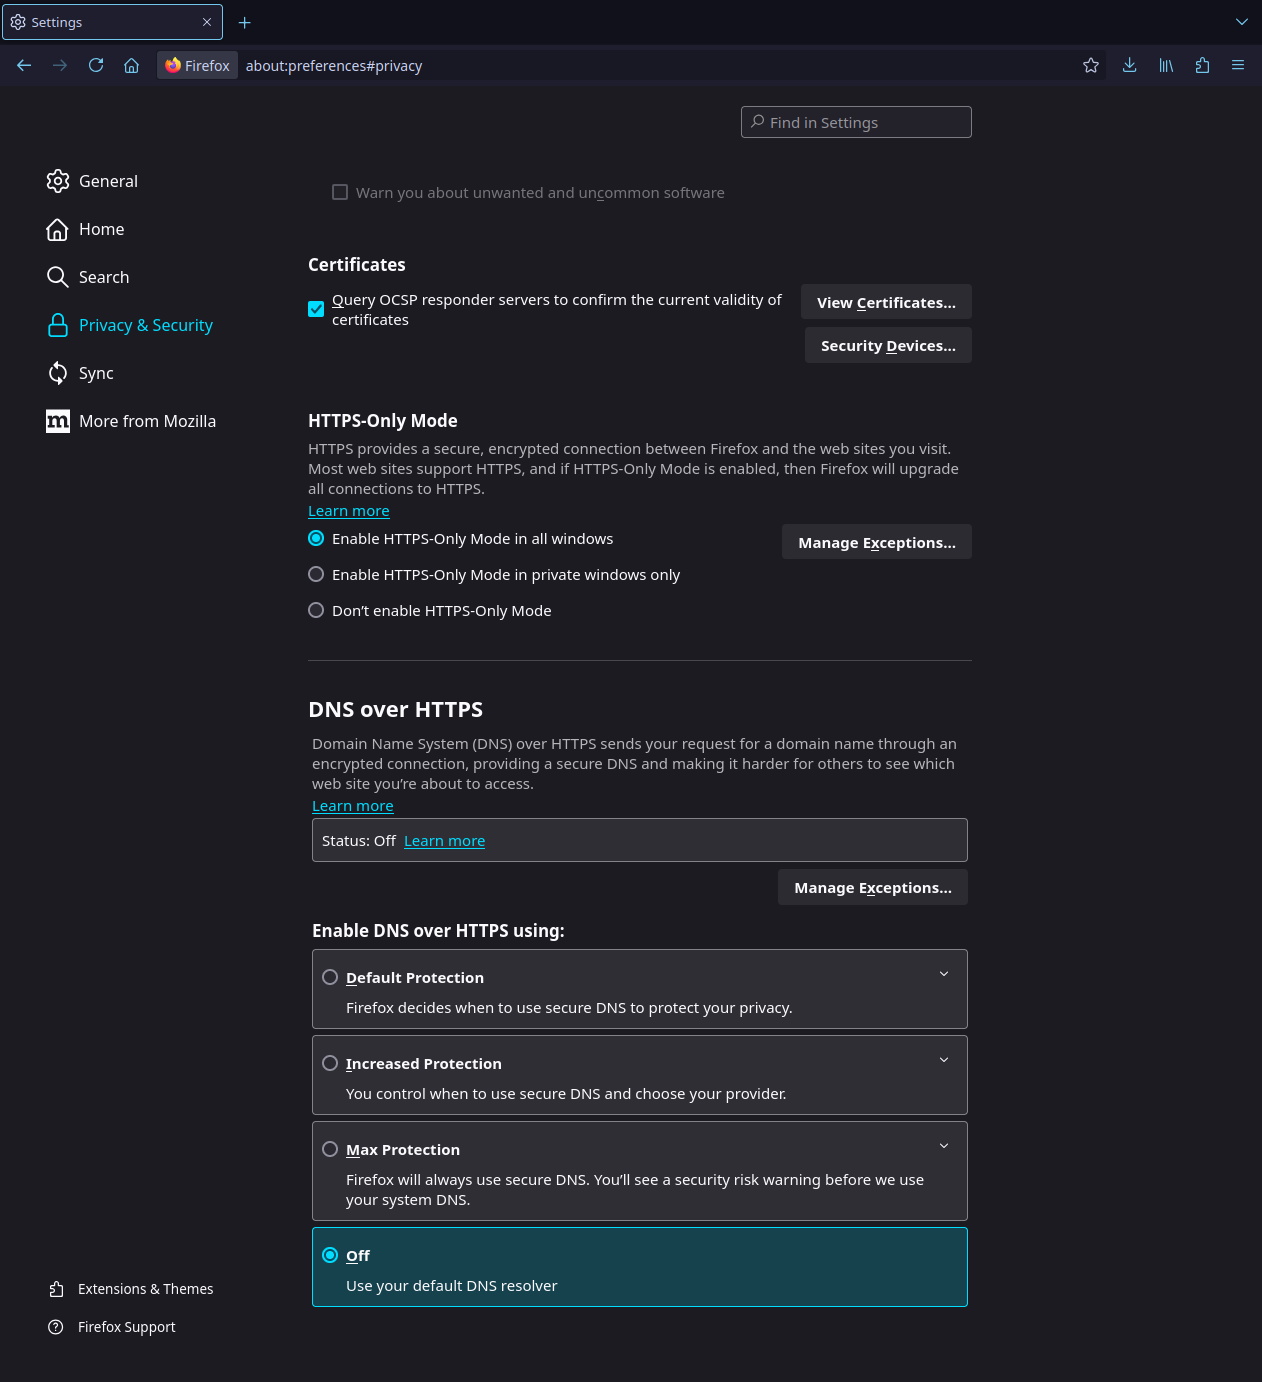 Settings
Firefox
about:preferences#privacy
Find in Settings
General
Home
Search
Privacy & Security
Sync
More from Mozilla
Extensions & Themes
Firefox Support
Warn you about unwanted and uncommon software
Certificates
Query OCSP responder servers to confirm the current validity of
certificates
View Certificates...
Security Devices...
HTTPS-Only Mode
HTTPS provides a secure, encrypted connection between Firefox and the web sites you visit.
Most web sites support HTTPS, and if HTTPS-Only Mode is enabled, then Firefox will upgrade
all connections to HTTPS.
Learn more
Enable HTTPS-Only Mode in all windows
Manage Exceptions...
Enable HTTPS-Only Mode in private windows only
Don’t enable HTTPS-Only Mode
DNS over HTTPS
Domain Name System (DNS) over HTTPS sends your request for a domain name through an
encrypted connection, providing a secure DNS and making it harder for others to see which
web site you’re about to access.
Learn more
Status: Off Learn more
Manage Exceptions...
Enable DNS over HTTPS using:
Default Protection
Firefox decides when to use secure DNS to protect your privacy.
Increased Protection
You control when to use secure DNS and choose your provider.
Max Protection
Firefox will always use secure DNS. You’ll see a security risk warning before we use
your system DNS.
Off
Use your default DNS resolver